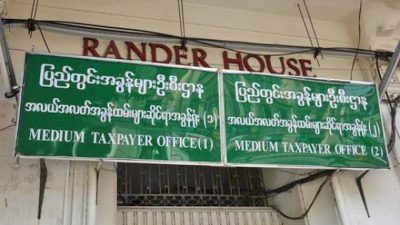 RANDER HOUSE
ပြည်တွင်းအခွန်များဦးစီးဌာန
အလယ်အလတ်အခွန်ထမ်းများဆိုင်ရာအခွန်ရုံး (၁)
MEDIUM TAXPAYER OFFICE(1)
ပြည်တွင်းအခွန်များဦးစီးဌာန
အလယ်အလတ်အခွန်ထမ်းများဆိုင်ရာအခွန်ရုံး (၂)
MEDIUM TAXPAYER OFFICE (2)